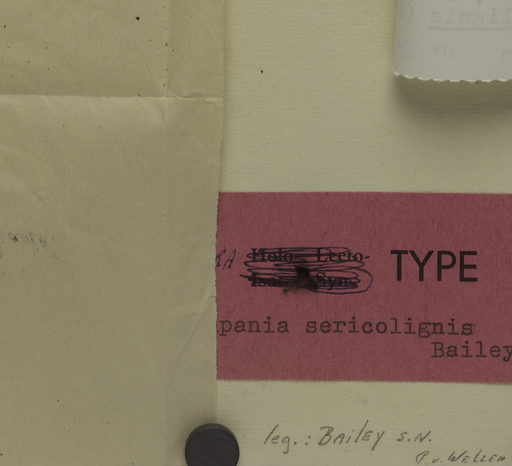 Holo- Lecto-
Iso- Syn-
TYPE
pania sericolignis
Bailey
leg.: BAILEY s.N.
P. v. WELZEN